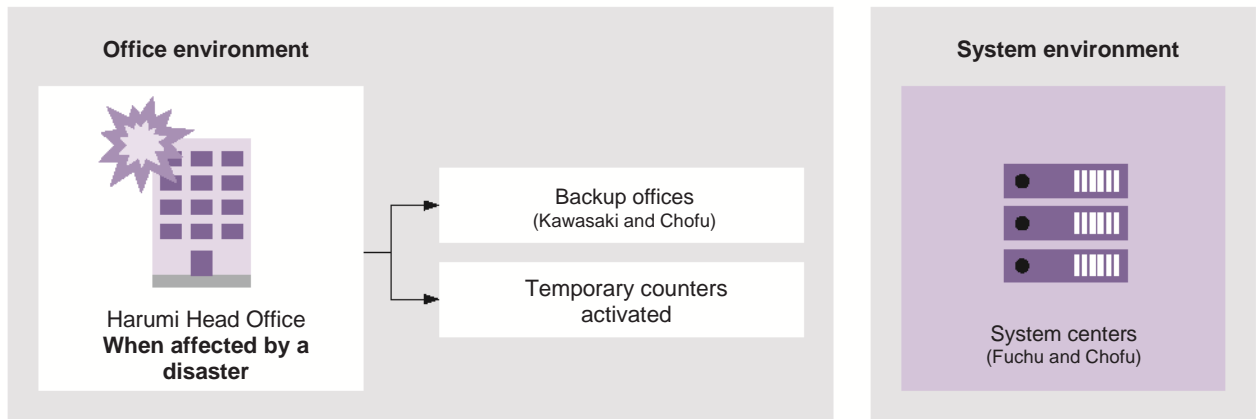 Office environment
Harumi Head Office
When affected by a
disaster
Backup offices
(Kawasaki and Chofu)
Temporary counters
activated
System environment
System centers
(Fuchu and Chofu)